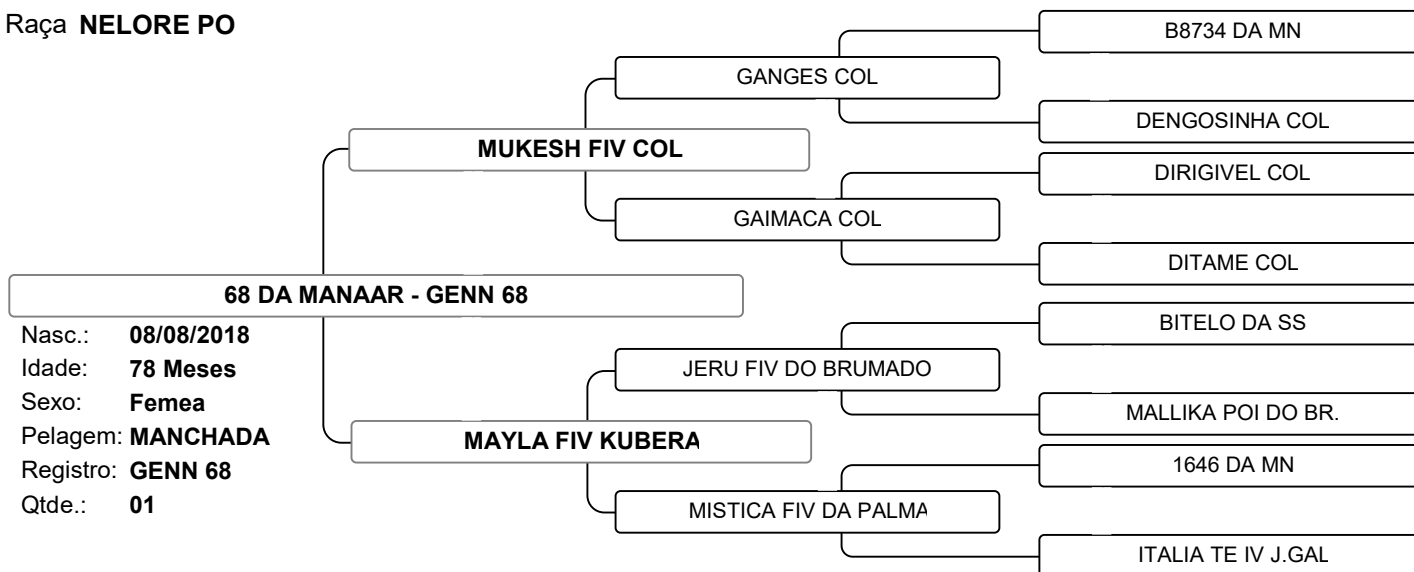 Raça NELORE PO
B8734 DA MN
GANGES COL
DENGOSINHA COL
MUKESH FIV COL
DIRIGIVEL COL
GAIMACA COL
DITAME COL
68 DA MANAAR - GENN 68
BITELO DA SS
Nasc.: 08/08/2018
Idade: 78 Meses
JERU FIV DO BRUMADO
Sexo: Femea
MALLIKA POI DO BR.
Pelagem: MANCHADA
MAYLA FIV KUBERA
Registro: GENN 68
1646 DA MN
Qtde.: 01
MISTICA FIV DA PALMA
ITALIA TE IV J.GAL